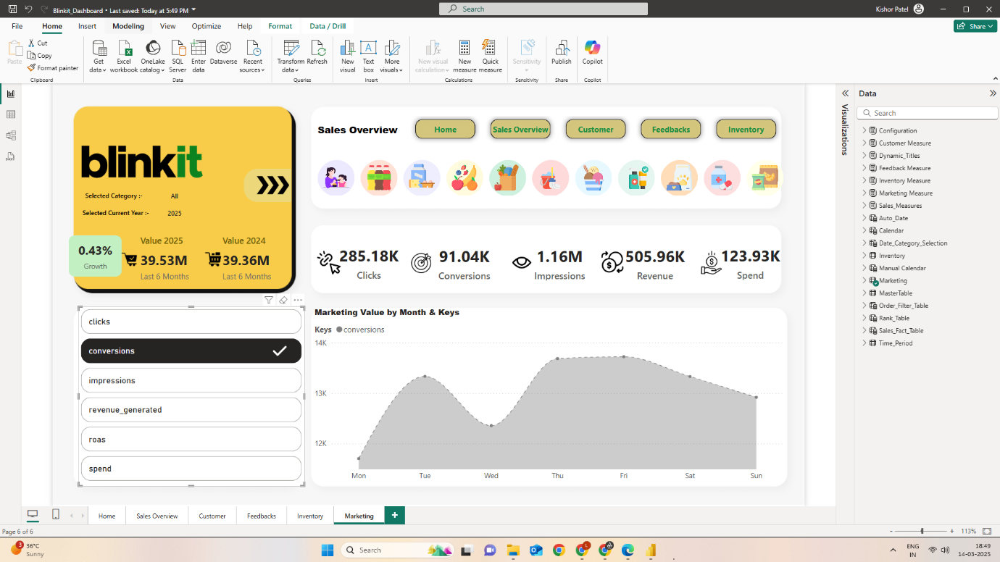 Blinkit_Dashboard • Last saved: Today at 5:49 PM
Search
Kishor Patel
File Home Insert Modeling View Optimize Help Format Data / Drill
Share
Paste
Cut
Copy
Format painter
Clipboard
Get data
Excel workbook
OneLake catalog
SQL Server
Enter data
Dataverse
Recent sources
Data
Transform data
Refresh
Queries
New visual
Text box
More visuals
Insert
New visual calculation
New measure
Quick measure
Calculations
Sensitivity
Sensitivity
Publish
Share
Copilot
Copilot
blinkit
Selected Category :- All
Selected Current Year :- 2025
0.43%
Growth
Value 2025
39.53M
Last 6 Months
Value 2024
39.36M
Last 6 Months
Sales Overview
Home
Sales Overview
Customer
Feedbacks
Inventory
285.18K
Clicks
91.04K
Conversions
1.16M
Impressions
505.96K
Revenue
123.93K
Spend
clicks
conversions
impressions
revenue_generated
roas
spend
Marketing Value by Month & Keys
Keys conversions
14K
13K
12K
Mon Tue Wed Thu Fri Sat Sun
Visualizations
Data
Search
Configuration
Customer Measure
Dynamic_Titles
Feedback Measure
Inventory Measure
Marketing Measure
Sales_Measures
Auto_Date
Calendar
Date_Category_Selection
Inventory
Manual Calendar
Marketing
MasterTable
Order_Filter_Table
Rank_Table
Sales_Fact_Table
Time_Period
Home Sales Overview Customer Feedbacks Inventory Marketing
Page 6 of 6
- + 113%
3
36°C
Sunny
Search
L
ENG
IN
18:49
14-03-2025